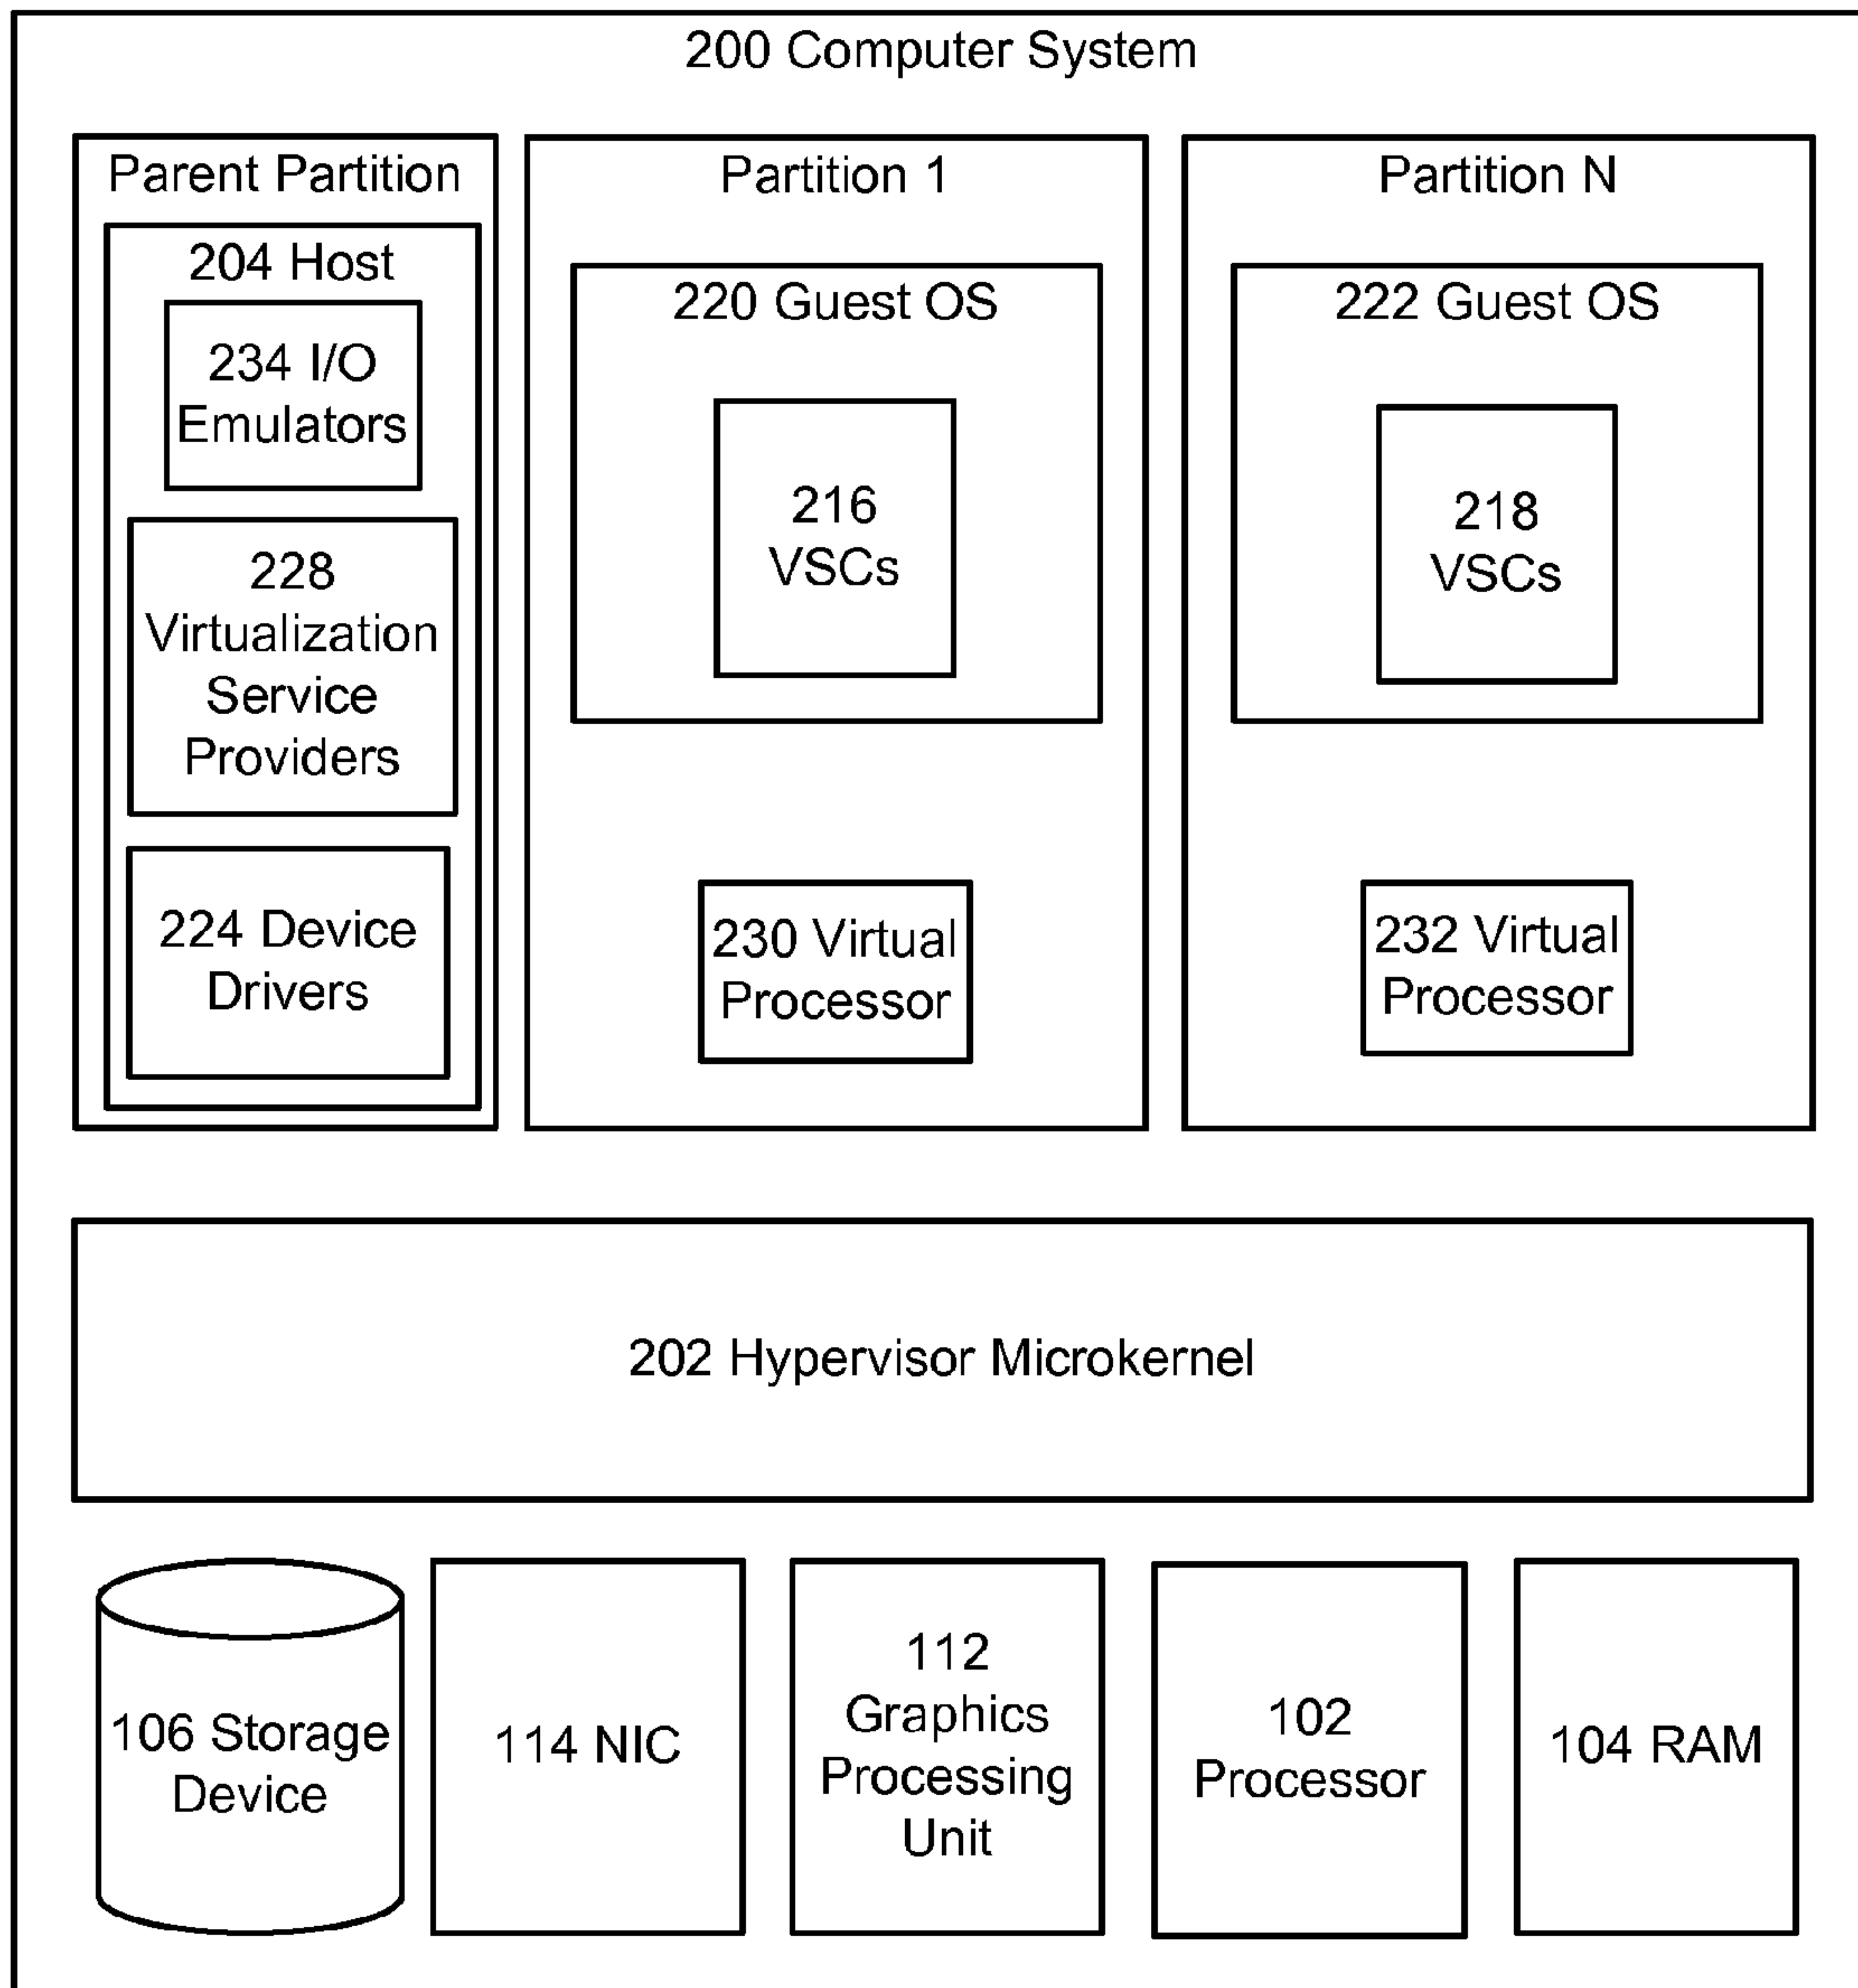 200 Computer System
Parent Partition
204 Host
234 I/O
Emulators
228
Virtualization
Service
Providers
224 Device
Drivers
Partition 1
220 Guest OS
216
VSCs
230 Virtual
Processor
Partition N
222 Guest OS
218
VSCs
232 Virtual
Processor
202 Hypervisor Microkernel
106 Storage
Device
114 NIC
112
Graphics
Processing
Unit
102
Processor
104 RAM